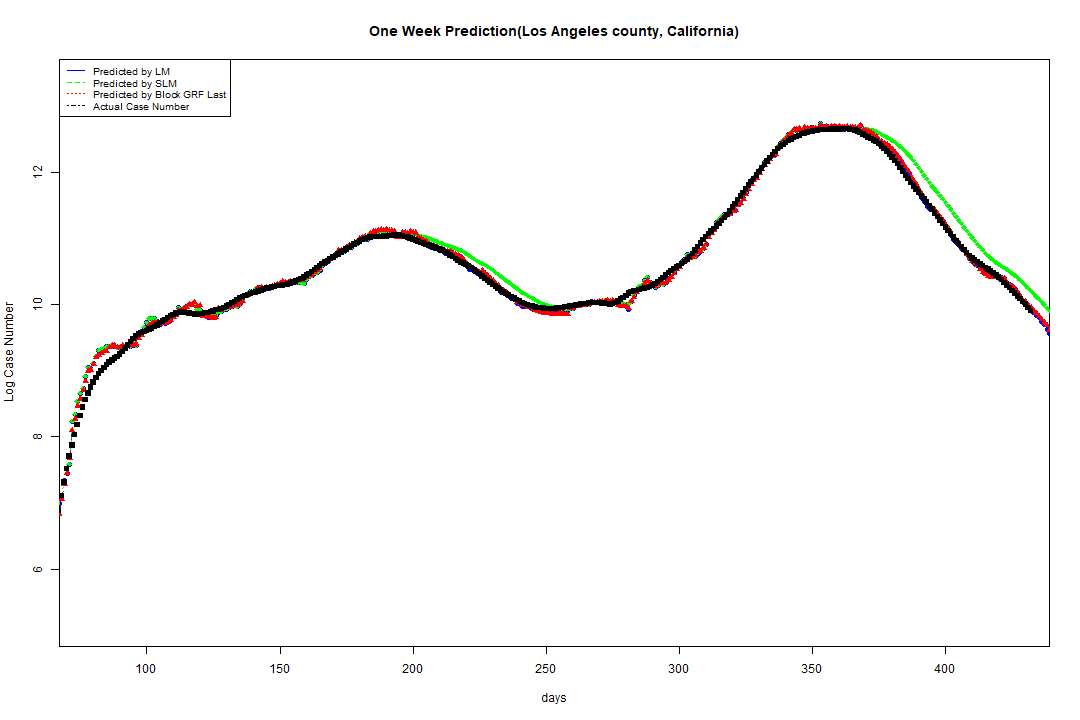 One Week Prediction(Los Angeles county, California)
Predicted by LM
Predicted by SLM
Predicted by Block GRF Last
Actual Case Number
12
10
8
6
Log Case Number
100 150 200 250 300 350 400
days